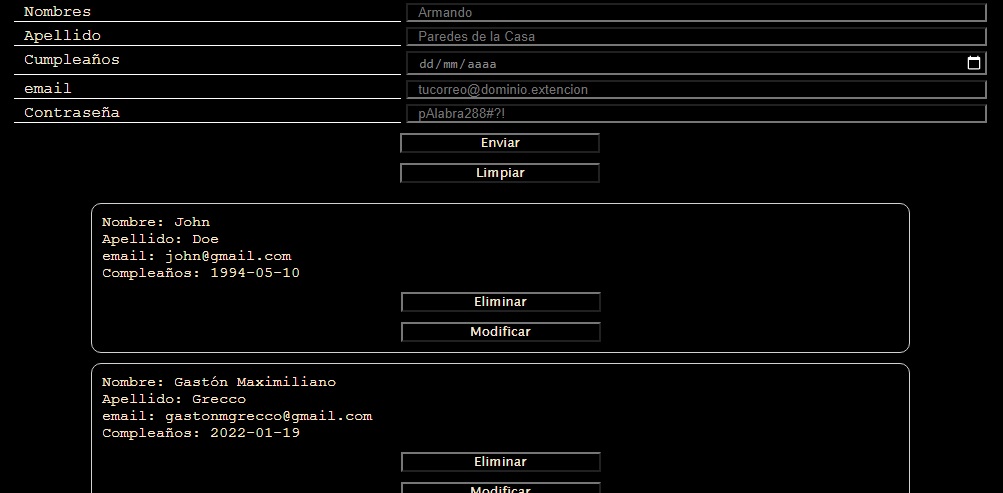 Nombres
Armando
Apellido
Paredes de la Casa
Cumpleaños
dd/mm/aaaa
email
tucorreo@dominio.extencion
Contraseña
pAlabra288#?!
Enviar
Limpiar
Nombre: John
Apellido: Doe
email: john@gmail.com
Compleaños: 1994-05-10
Eliminar
Modificar
Nombre: Gastón Maximiliano
Apellido: Grecco
email: gastonmgrecco@gmail.com
Compleaños: 2022-01-19
Eliminar
Modificar